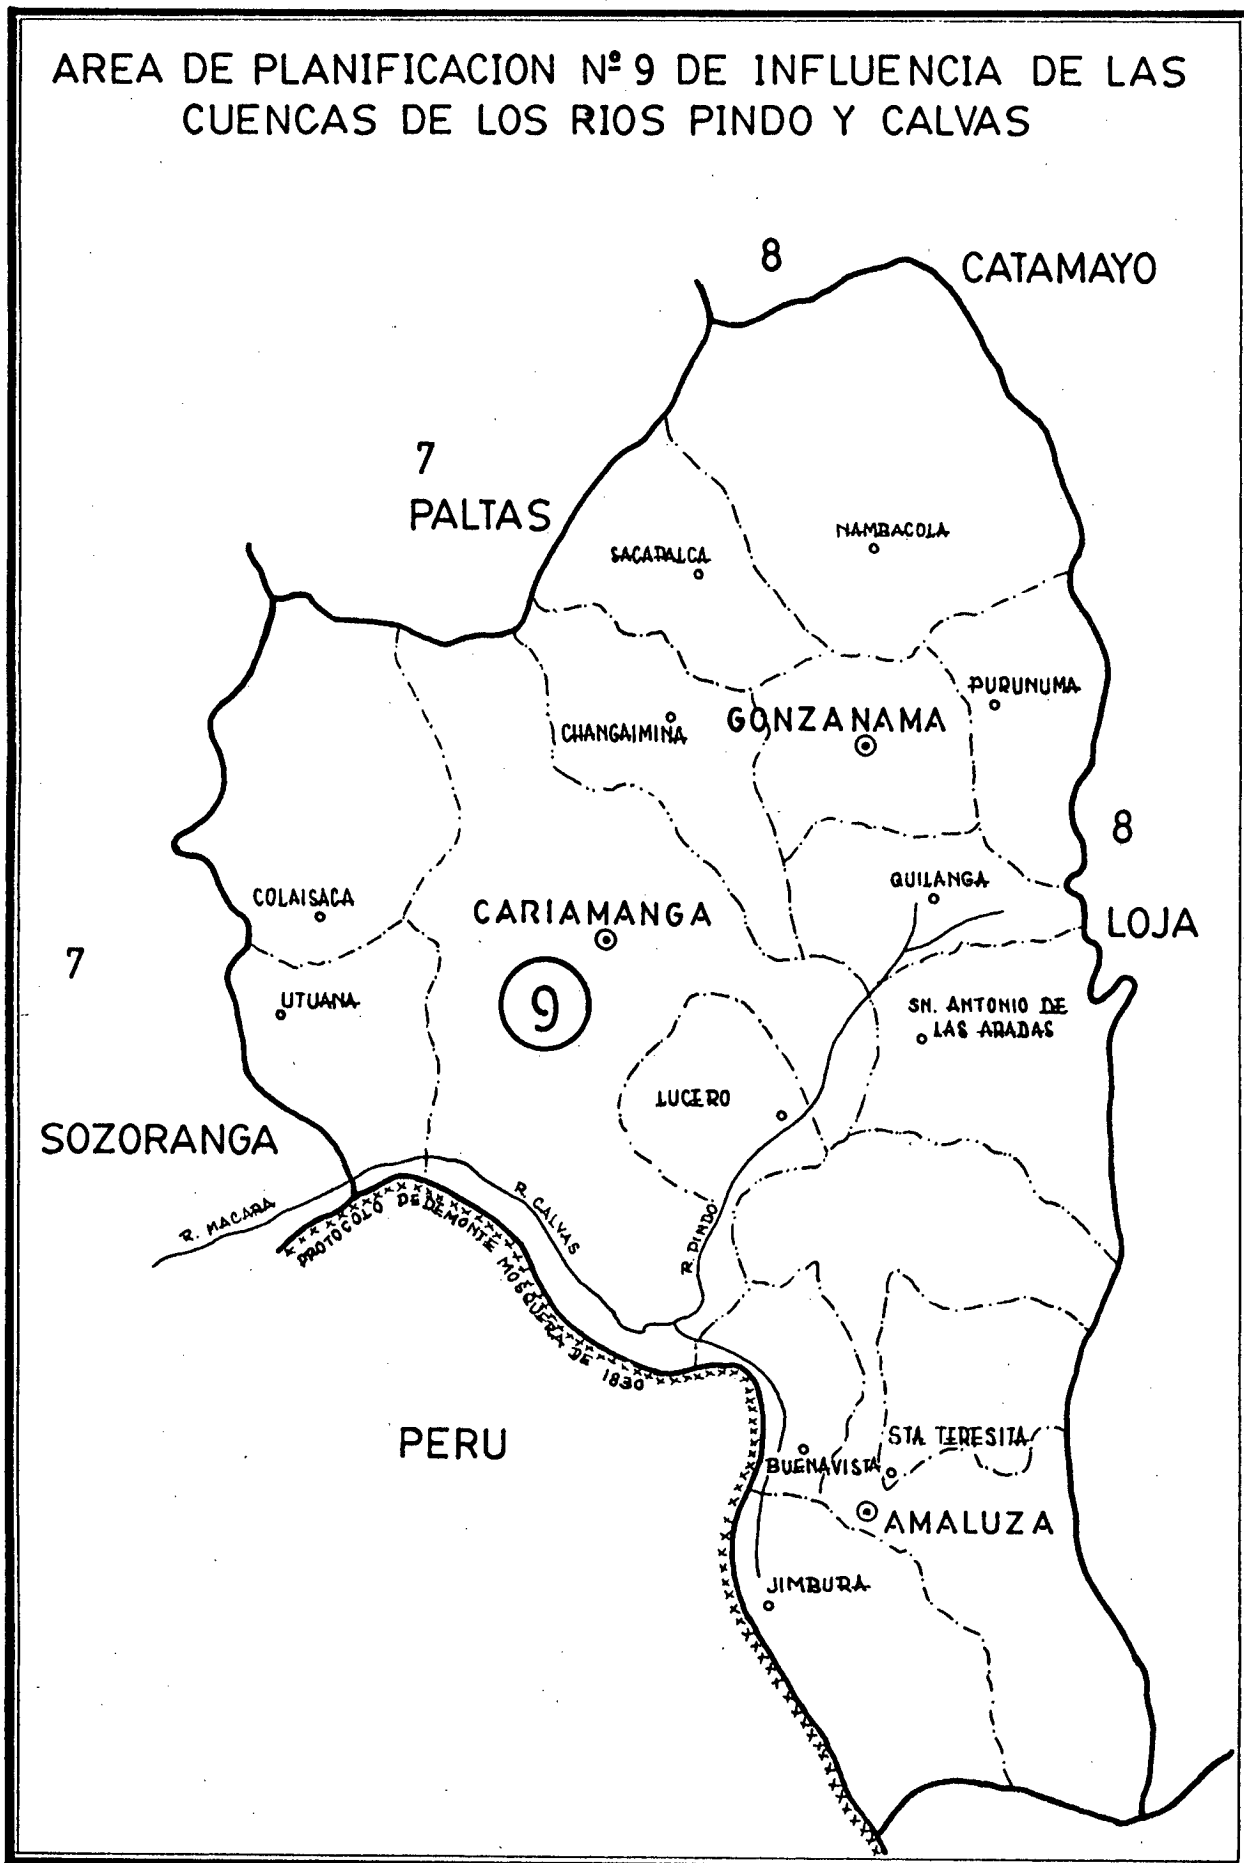 AREA DE PLANIFICACION Nº 9 DE INFLUENCIA DE LAS
CUENCAS DE LOS RIOS PINDO Y CALVAS
8
CATAMAYO
7
PALTAS
NAMBACOLA
SACAPALCA
PURUNUMA
CHANGAIMINA
GONZANAMA
8
QUILANGA
COLAISACA
CARIAMANGA
LOJA
7
UTUANA
9
SN. ANTONIO DE
LAS ARADAS
LUCERO
SOZORANGA
R. MACARA
R. CALVAS
R. PINDO
PROTOCOLO DE DEMONTE MOSQUERA DE 1830
PERU
STA TERESITA
BUENAVISTA
AMALUZA
JIMBURA